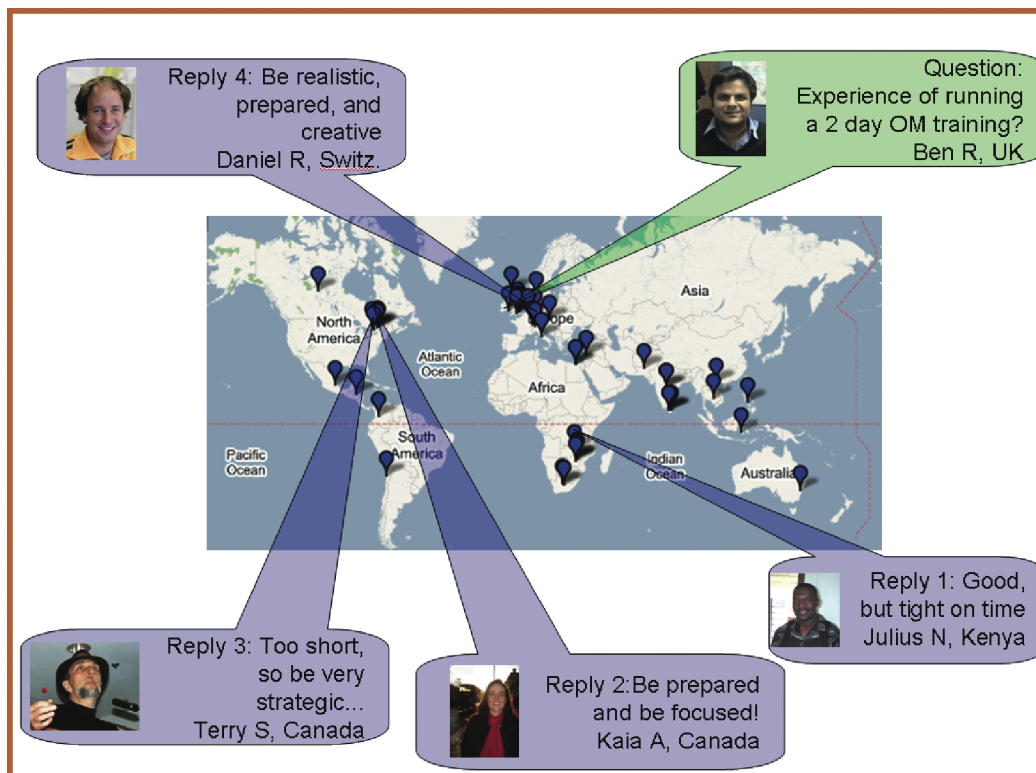 Reply 4: Be realistic,
prepared, and
creative
Daniel R, Switz.
Question:
Experience of running
a 2 day OM training?
Ben R, UK
Asia
North
America
Europe
Atlantic
Ocean
Africa
Pacific
Ocean
South
America
Indian
Ocean
Australia
Reply 1: Good,
but tight on time
Julius N, Kenya
Reply 3: Too short,
so be very
strategic...
Terry S, Canada
Reply 2:Be prepared
and be focused!
Kaia A, Canada